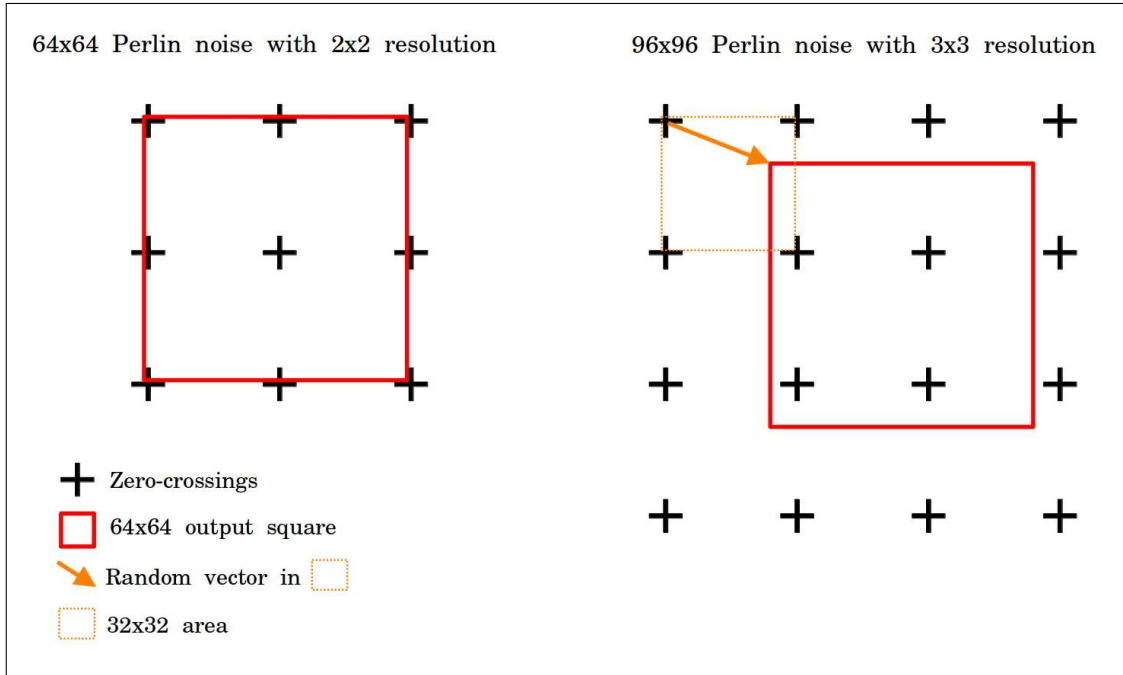 64x64 Perlin noise with 2x2 resolution
96x96 Perlin noise with 3x3 resolution
Zero-crossings
64x64 output square
Random vector in
32x32 area